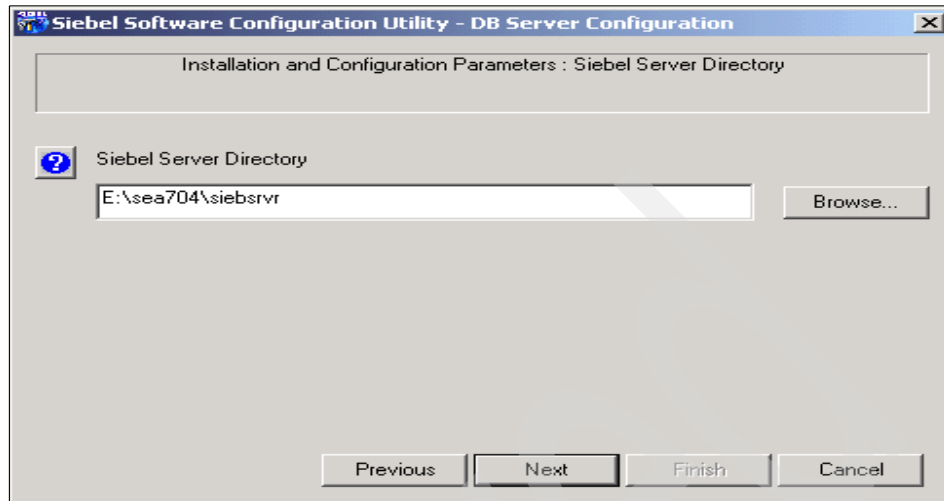 Siebel Software Configuration Utility - DB Server Configuration
Installation and Configuration Parameters : Siebel Server Directory
Siebel Server Directory
E:\sea704\siebsrvr
Browse...
Previous
Next
Finish
Cancel